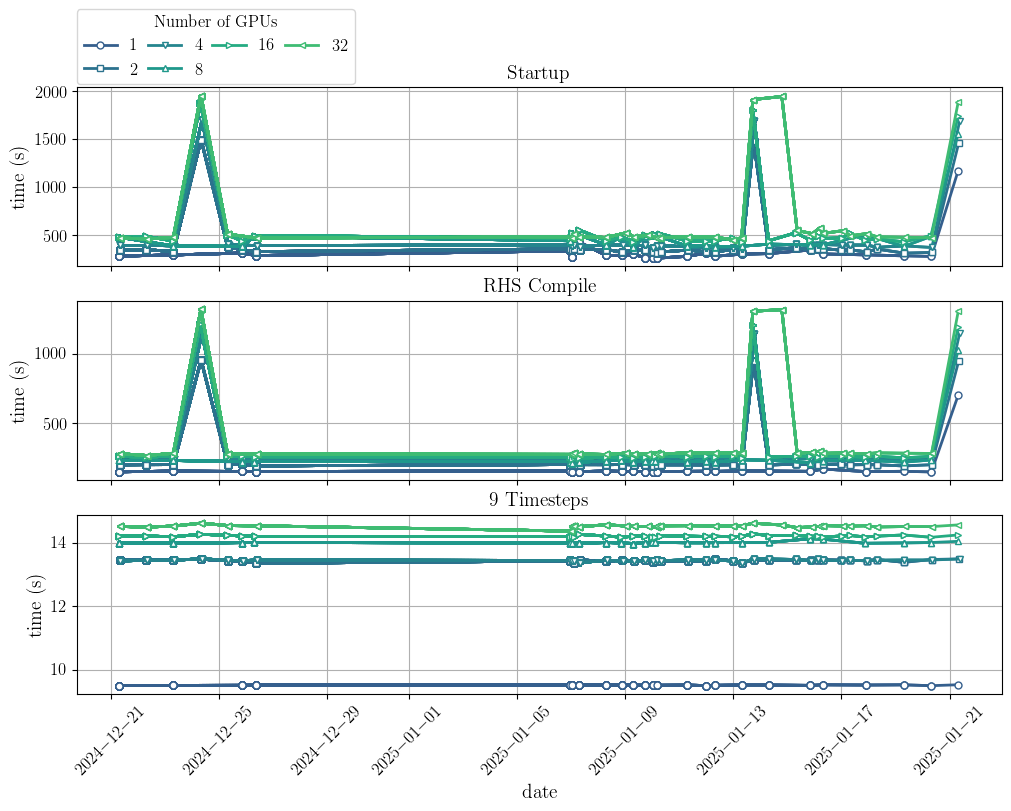 Number of GPUs
1 4 16 32
2 8
Startup
2000
1500
1000
500
time (s)
RHS Compile
1000
500
time (s)
9 Timesteps
14
12
10
time (s)
2024−12−21
2024−12−25
2024−12−29
2025−01−01
2025−01−05
2025−01−09
2025−01−13
2025−01−17
2025−01−21
date